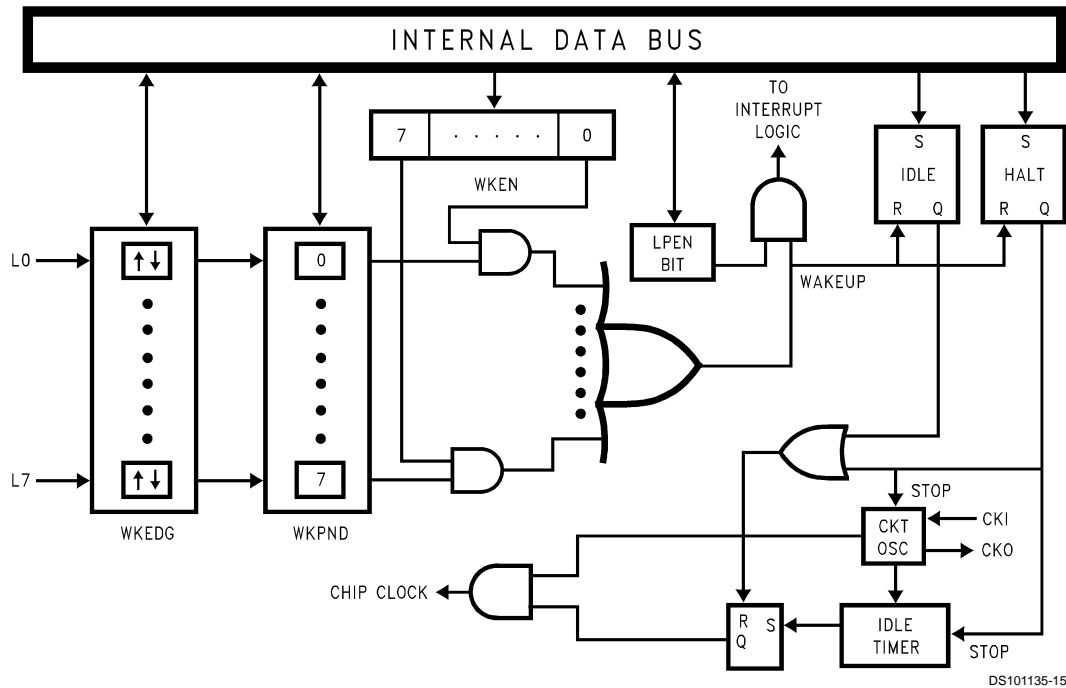 INTERNAL DATA BUS
TO
INTERRUPT
LOGIC
7 . . . . . 0
WKEN
S
IDLE
R Q
S
HALT
R Q
LPEN
BIT
WAKEUP
L0
↑↓
0
L7
↑↓
7
WKEDG
WKPND
STOP
CKT
OSC
CKI
CKO
CHIP CLOCK
R S
Q
IDLE
TIMER
STOP
DS101135-15